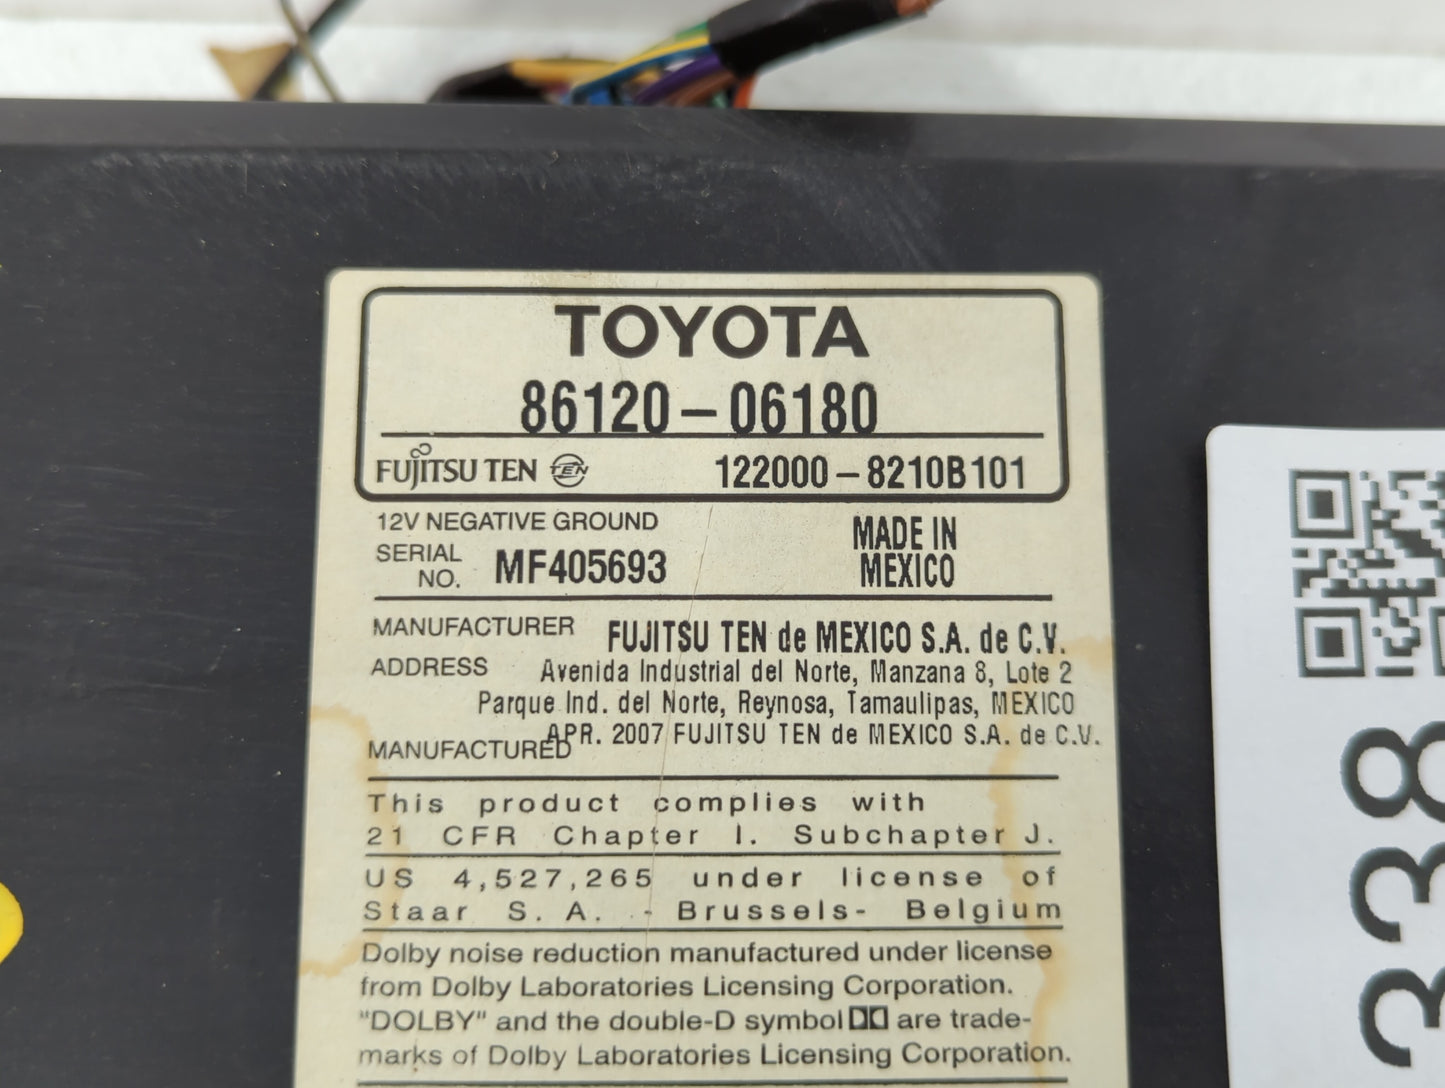 TOYOTA
86120-06180
FUJITSU TEN TEN 122000-8210B101
12V NEGATIVE GROUND
SERIAL NO. MF405693
MADE IN
MEXICO
MANUFACTURER FUJITSU TEN de MEXICO S.A. de C.V.
ADDRESS Avenida Industrial del Norte, Manzana 8, Lote 2
Parque Ind. del Norte, Reynosa, Tamaulipas, MEXICO
MANUFACTURED APR. 2007 FUJITSU TEN de MEXICO S.A. de C.V.
This product complies with
21 CFR Chapter I. Subchapter J.
US 4,527,265 under license of
Staar S. A. - Brussels- Belgium
Dolby noise reduction manufactured under license
from Dolby Laboratories Licensing Corporation.
"DOLBY" and the double-D symbol are trade-
marks of Dolby Laboratories Licensing Corporation.
338